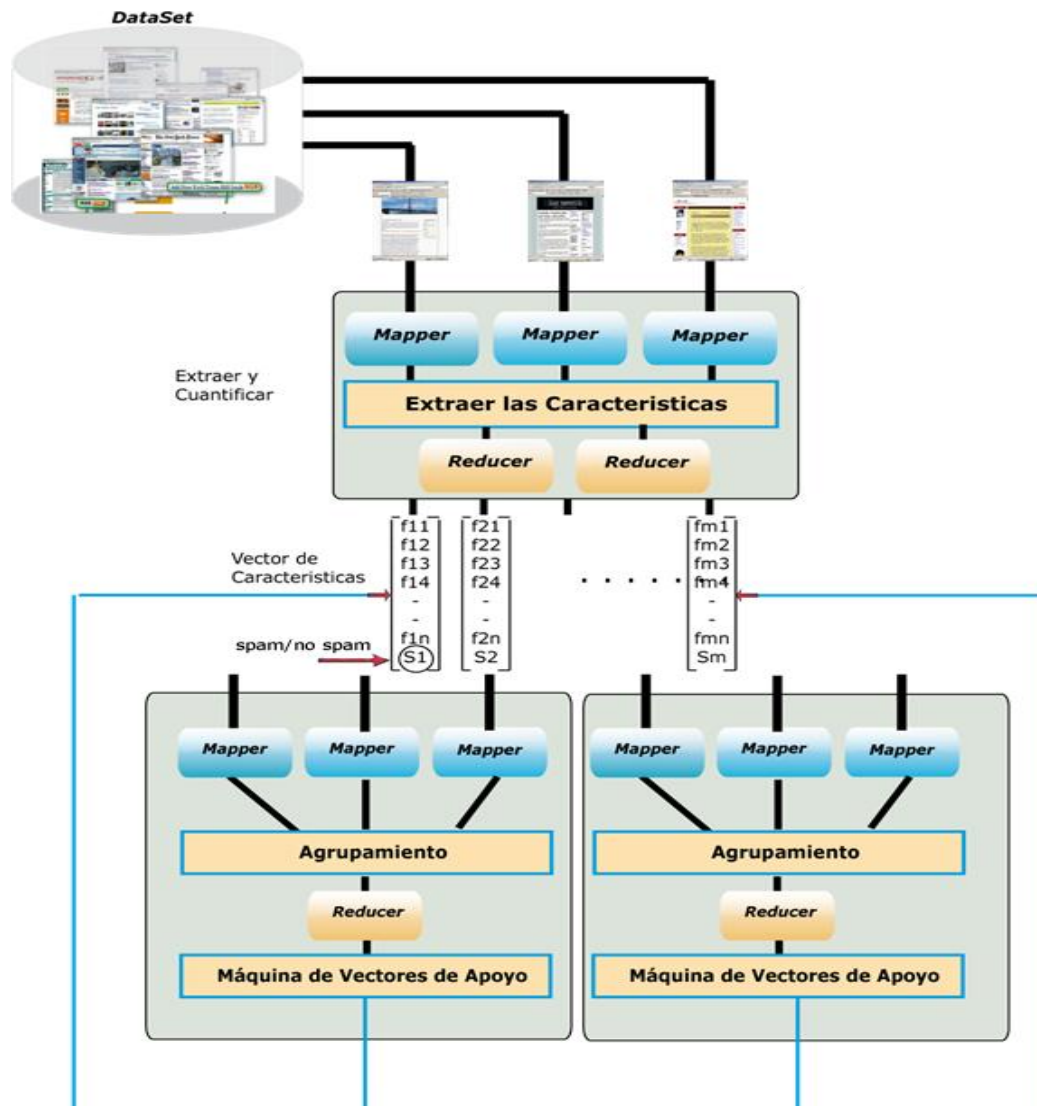 DataSet
Mapper
Mapper
Mapper
Extraer y
Cuantificar
Extraer las Caracteristicas
Reducer
Reducer
Vector de
Caracteristicas
f11
f12
f13
f14
-
-
f1n
S1
f21
f22
f23
f24
-
-
f2n
S2
. . . . . . .
fm1
fm2
fm3
fm4
-
-
fmn
Sm
spam/no spam
Mapper
Mapper
Mapper
Agrupamiento
Reducer
Máquina de Vectores de Apoyo
Mapper
Mapper
Mapper
Agrupamiento
Reducer
Máquina de Vectores de Apoyo